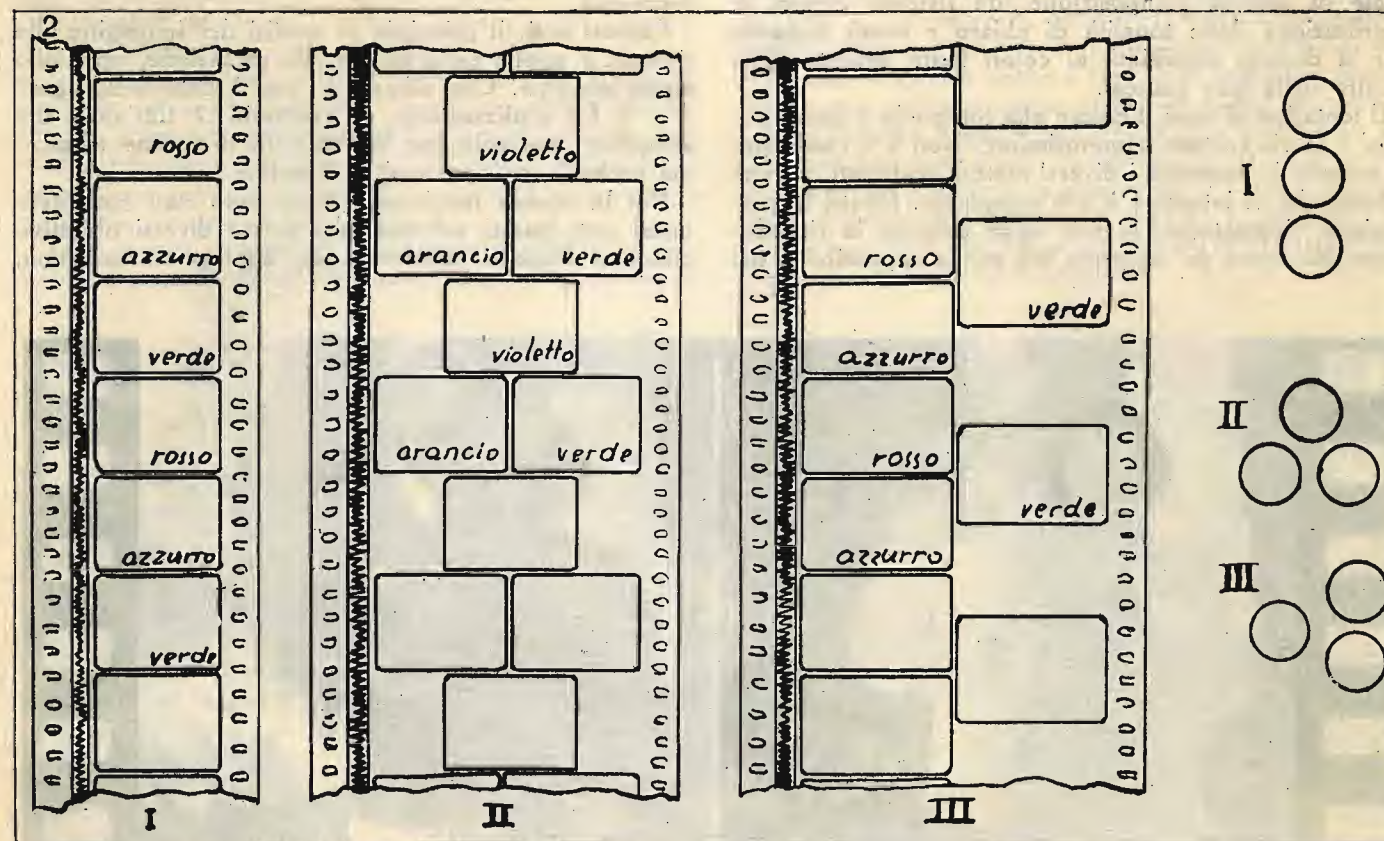 2
rosso
azzurro
verde
rosso
azzurro
verde
I
violetto
arancio verde
violetto
arancio verde
II
rosso
verde
azzurro
rosso
verde
azzurro
III
I
II
III